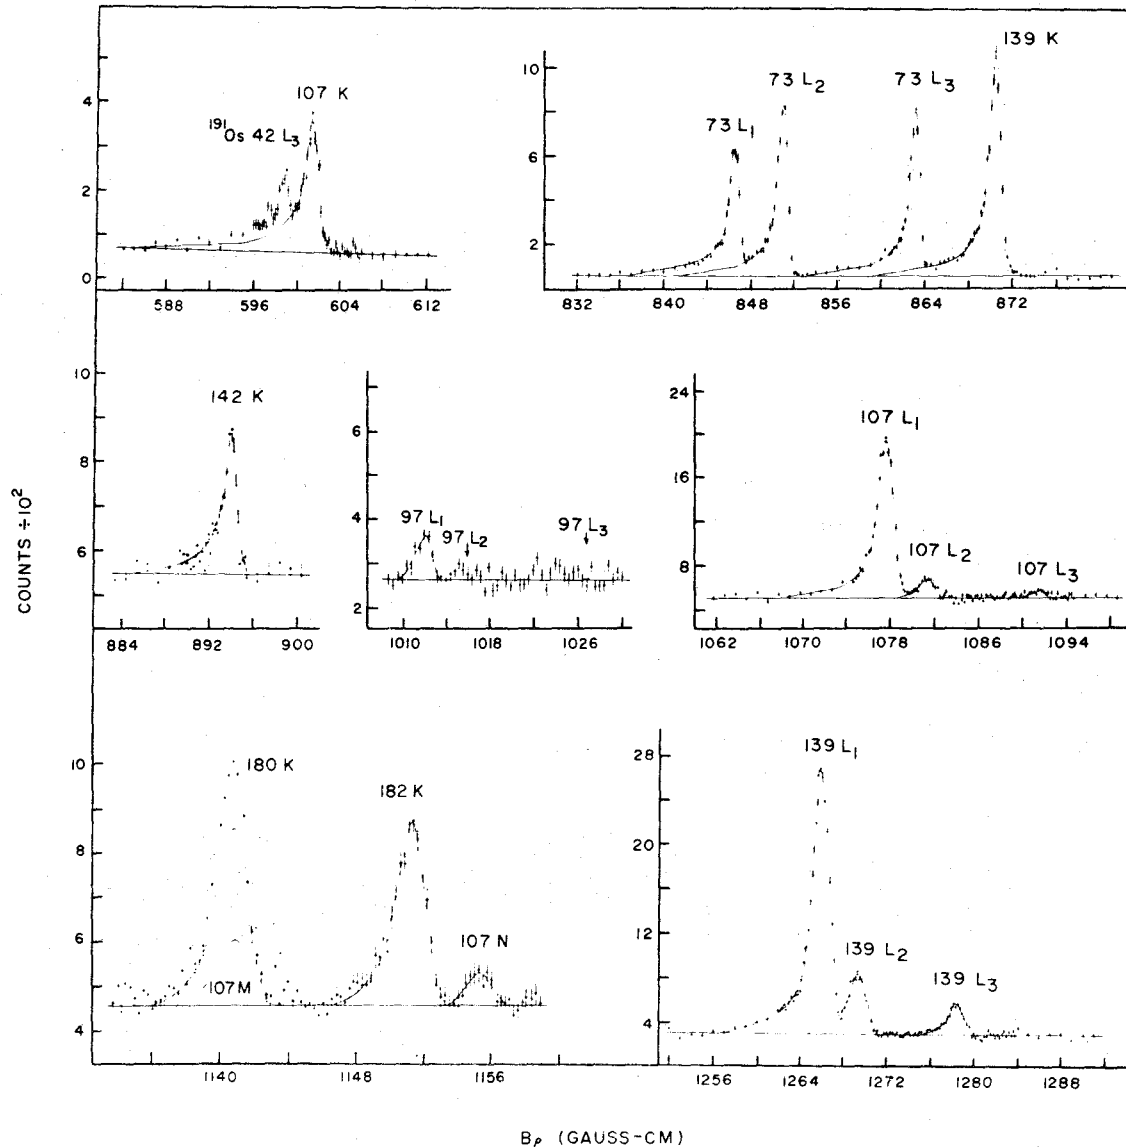 107 K
191Os 42 L3
4
2
0
588 596 604 612
139 K
73 L1
73 L2
73 L3
10
6
2
832 840 848 856 864 872
142 K
10
8
6
884 892 900
97 L1
97 L2
97 L3
6
4
2
1010 1018 1026
107 L1
107 L2
107 L3
24
16
8
1062 1070 1078 1086 1094
180 K
182 K
107 N
107 M
10
8
6
4
1140 1148 1156
139 L1
139 L2
139 L3
28
20
12
4
1256 1264 1272 1280 1288
COUNTS ÷10²
Bρ (GAUSS-CM)